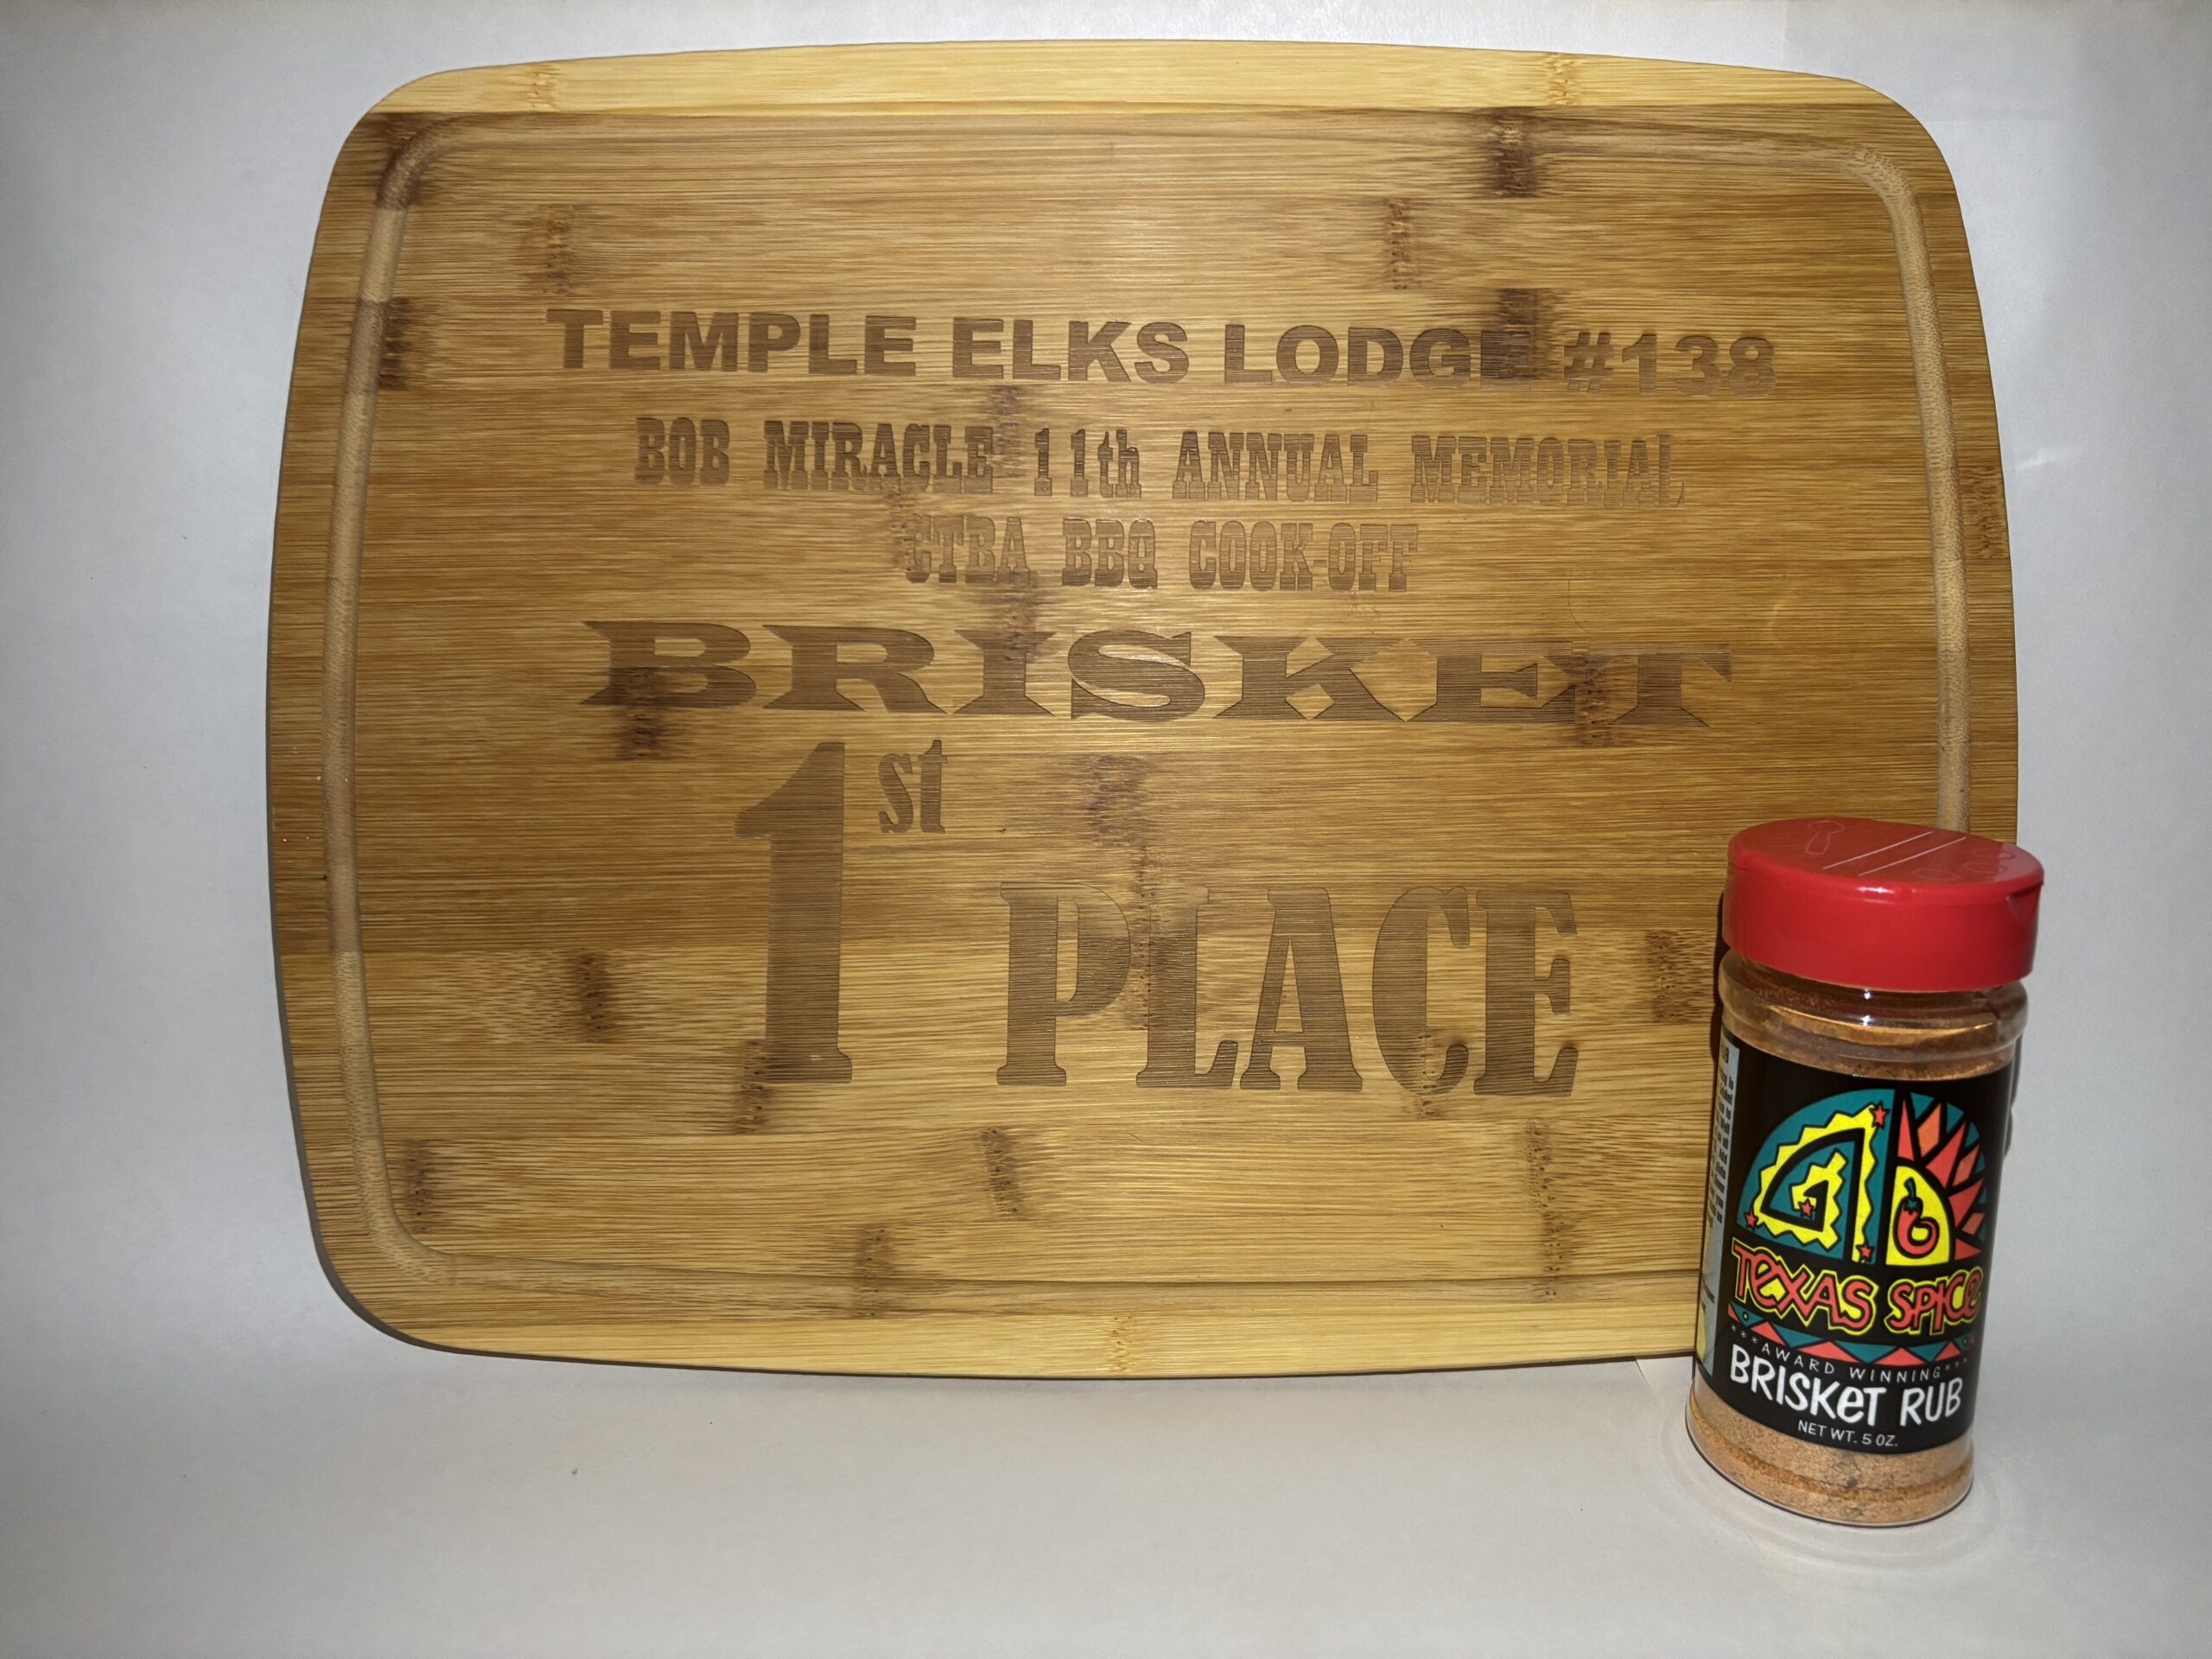 TEMPLE ELKS LODGE #138
BOB MIRACLE 11th ANNUAL MEMORIAL
CTBA BBQ COOK-OFF
BRISKET
1st PLACE
TEXAS SPICE
***AWARD WINNING***
BRISKET RUB
NET WT. 5 OZ.